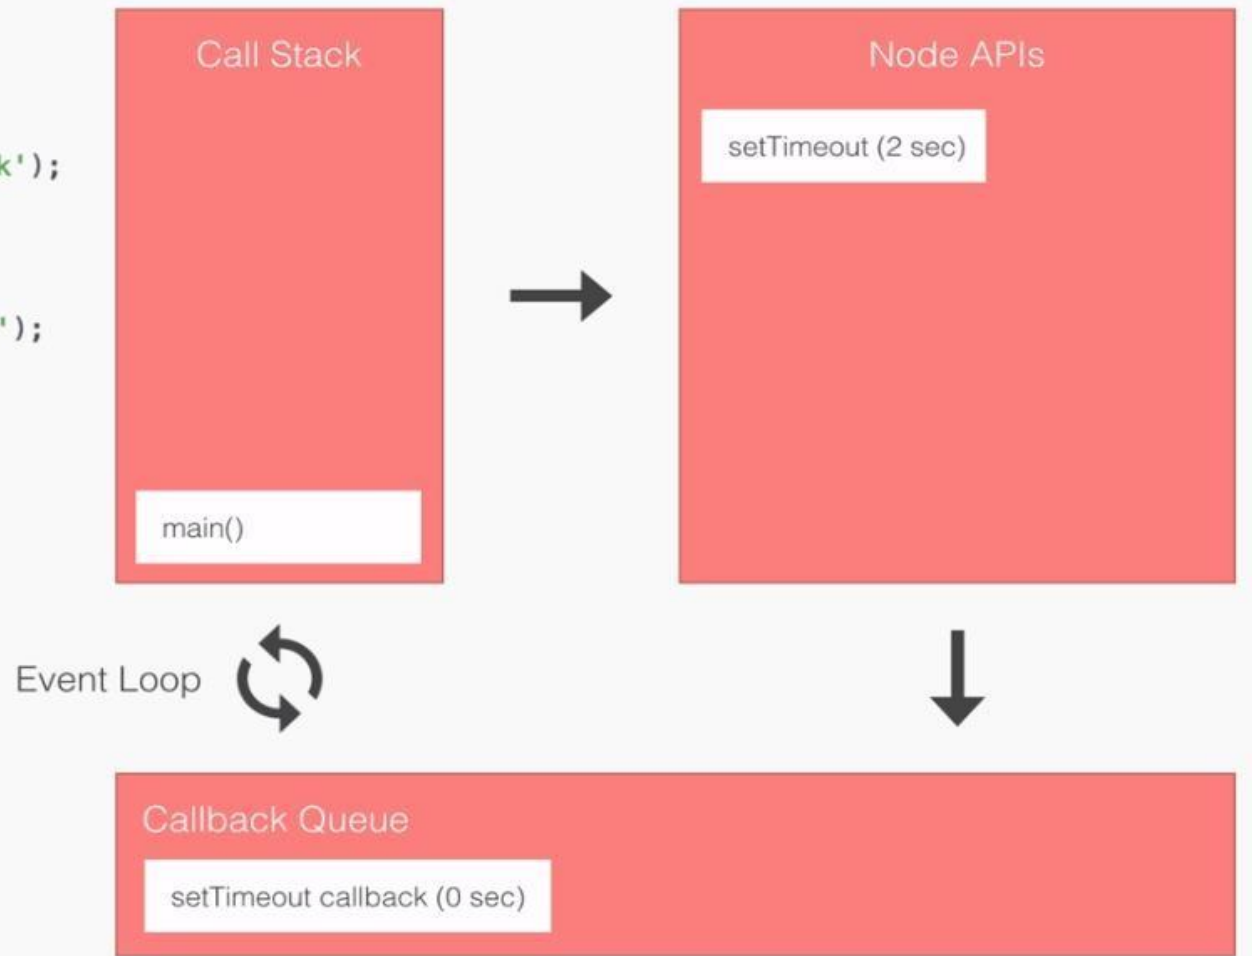 Call Stack
Node APIs
setTimeout (2 sec)
k');
');
main()
Event Loop
Callback Queue
setTimeout callback (0 sec)